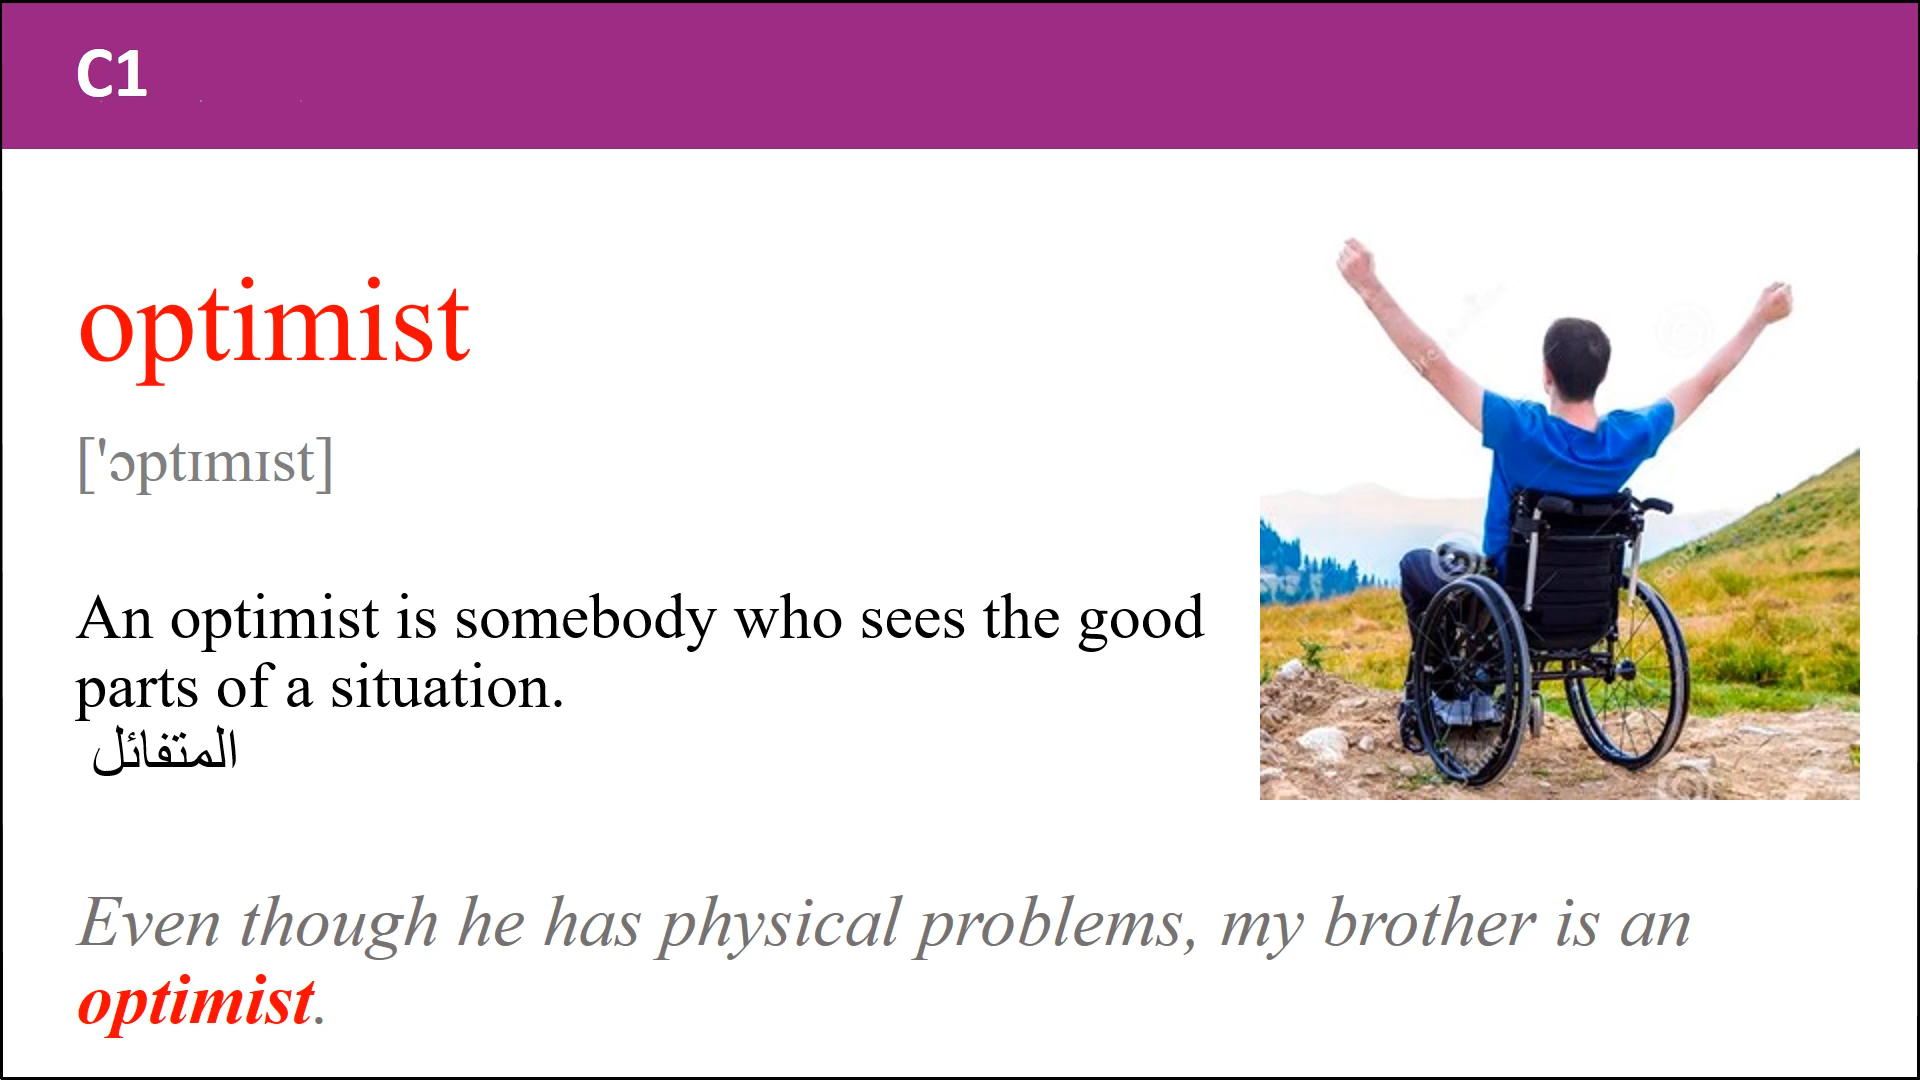 C1
optimist
['ɔptɪmɪst]
An optimist is somebody who sees the good
parts of a situation.
المتفائل
Even though he has physical problems, my brother is an
optimist.